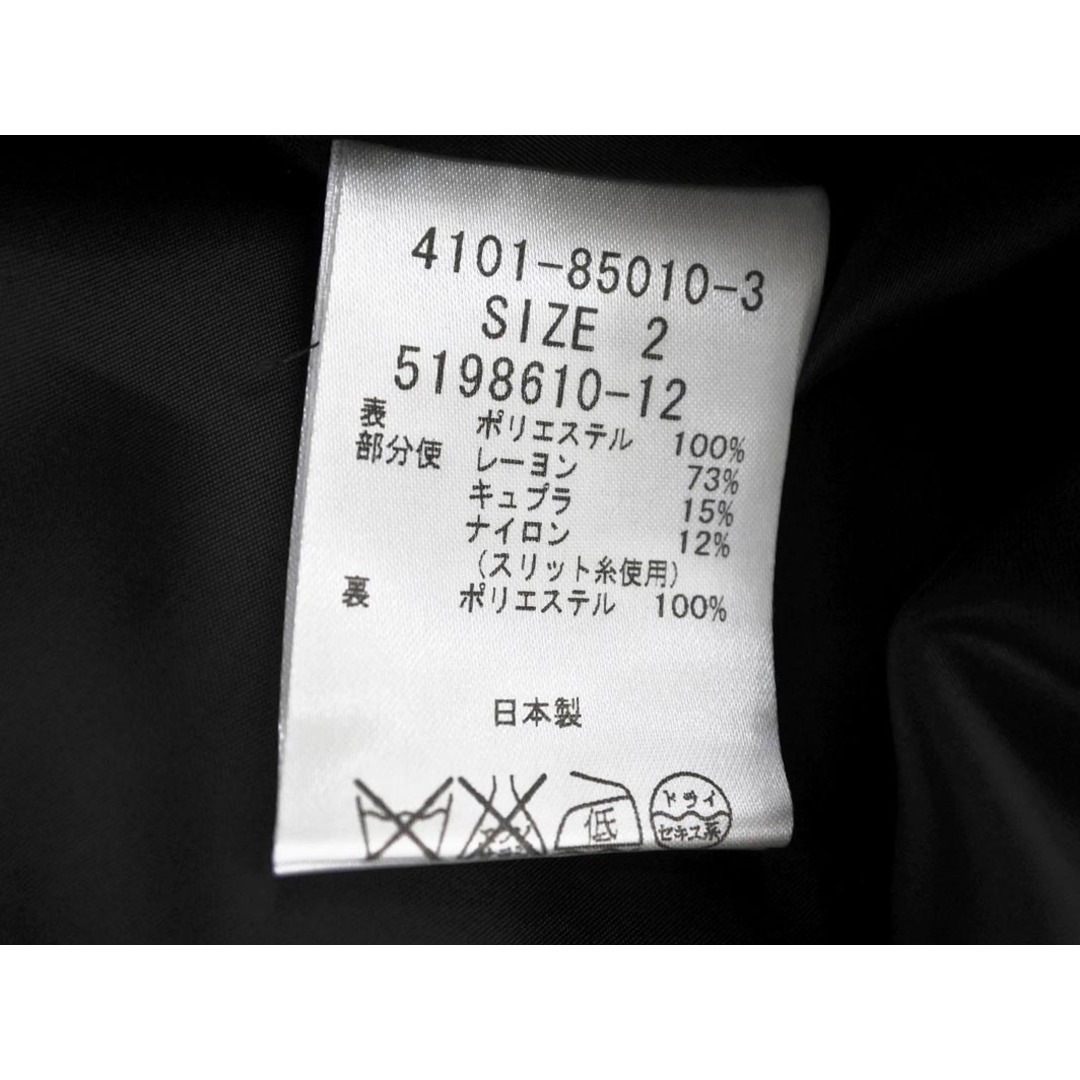 4101-85010-3
SIZE 2
5198610-12
表 ポリエステル 100%
部分使 レーヨン 73%
キュプラ 15%
ナイロン 12%
(スリット糸使用)
裏 ポリエステル 100%
日本製
低
ドライ
セキユ系